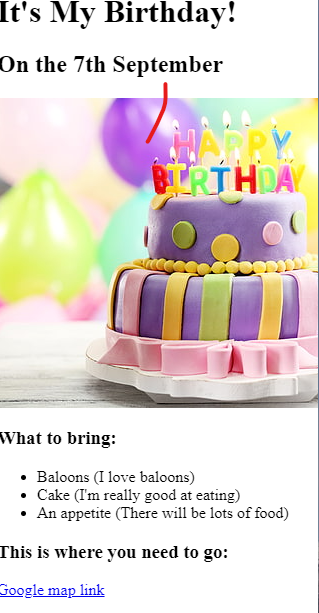 It's My Birthday!
On the 7th September
HAPPY
BIRTHDAY
What to bring:
Baloons (I love baloons)
Cake (I'm really good at eating)
An appetite (There will be lots of food)
This is where you need to go:
Google map link